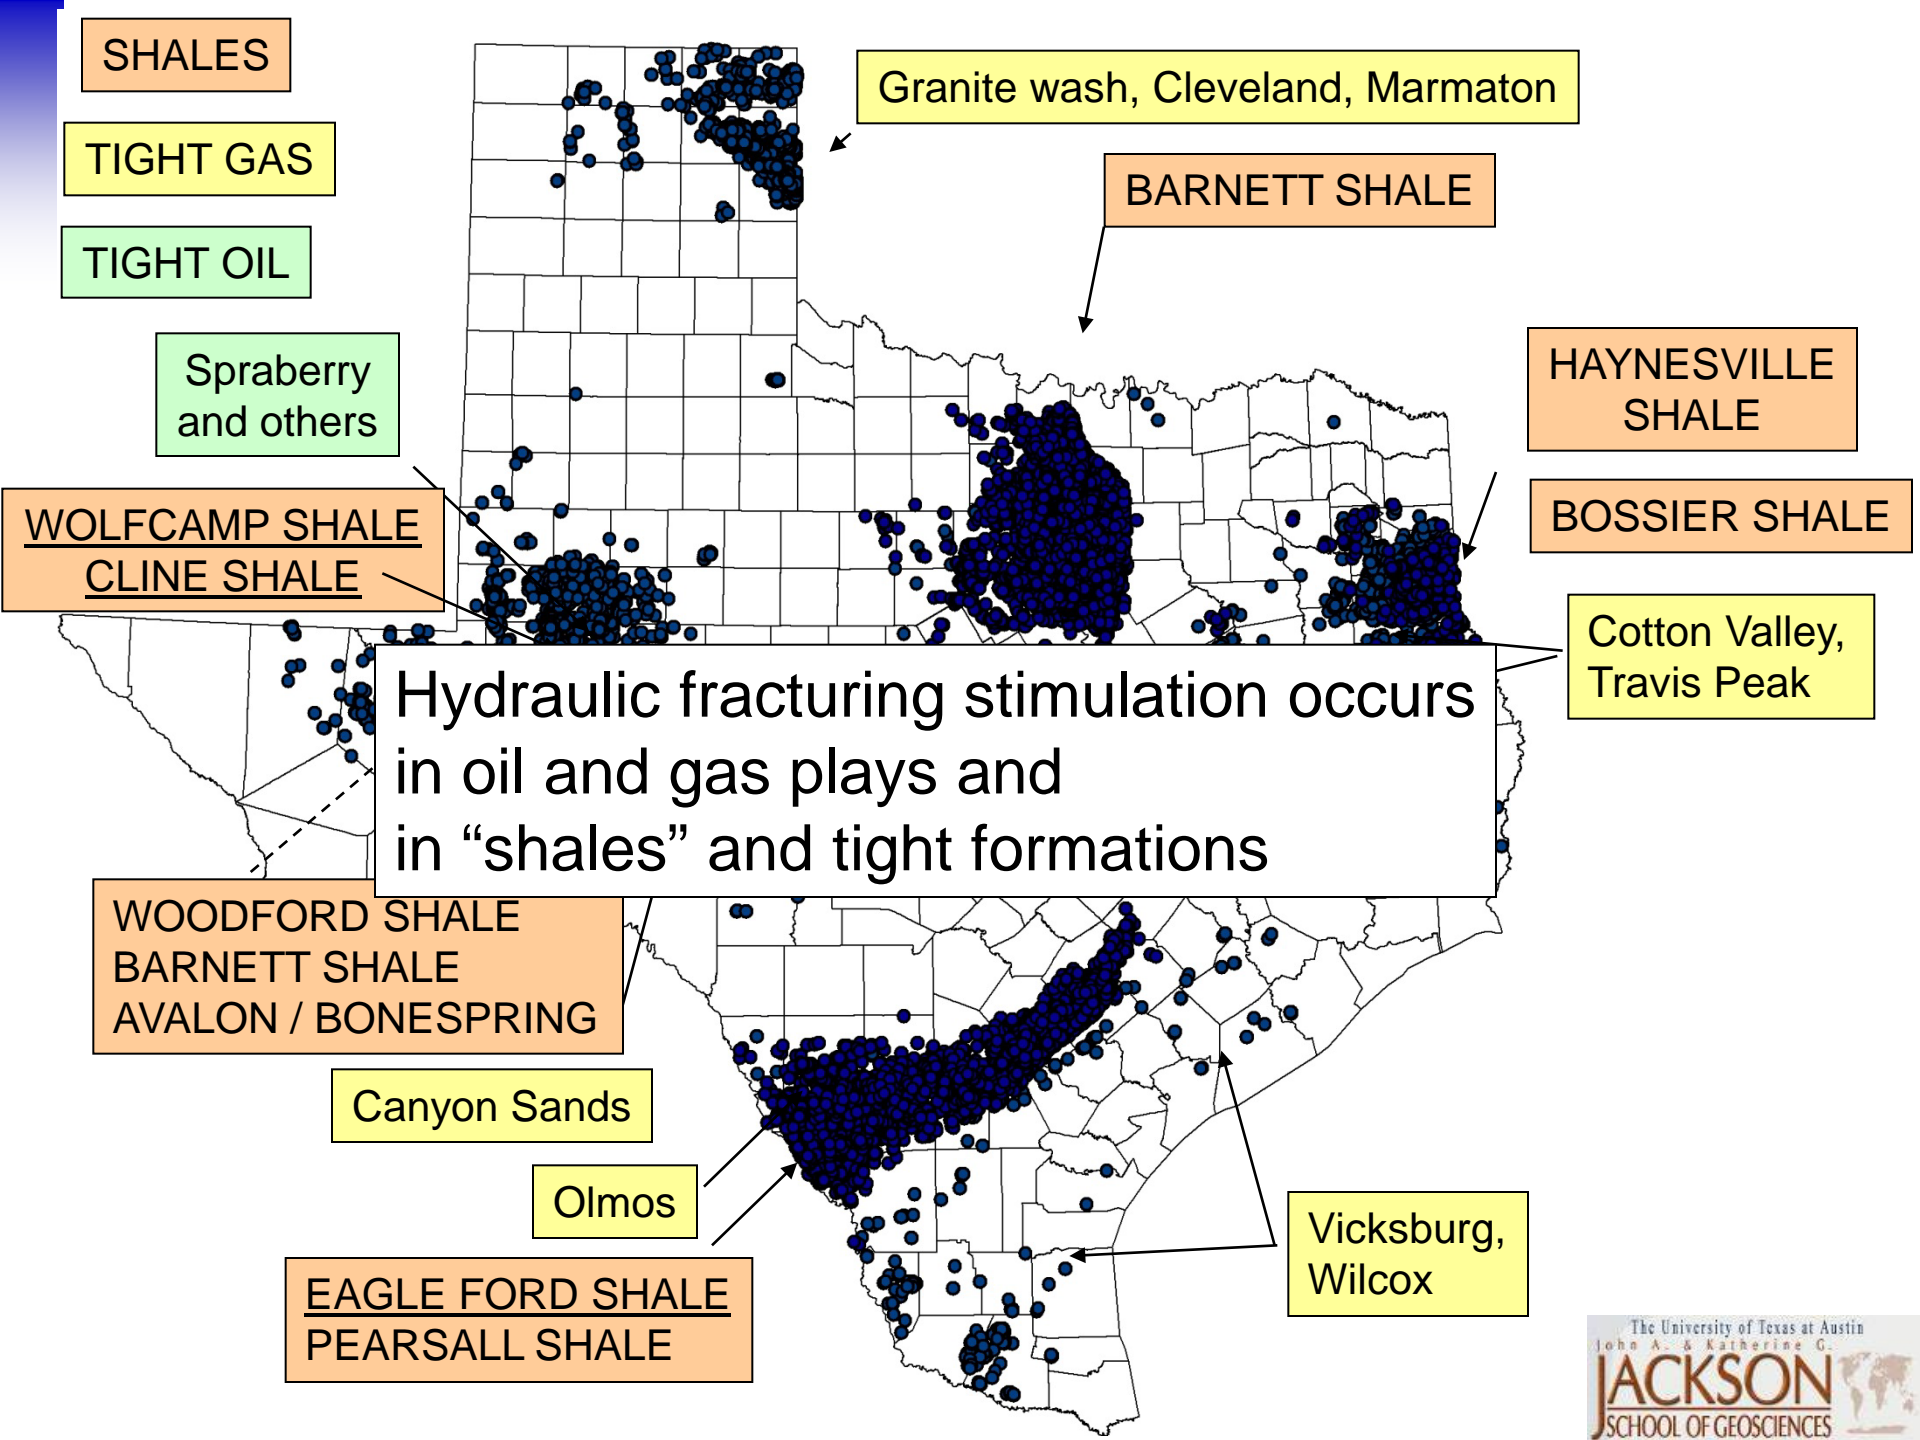 SHALES
TIGHT GAS
TIGHT OIL
Granite wash, Cleveland, Marmaton
BARNETT SHALE
Spraberry
and others
HAYNESVILLE
SHALE
WOLFCAMP SHALE
CLINE SHALE
BOSSIER SHALE
Cotton Valley,
Travis Peak
Hydraulic fracturing stimulation occurs
in oil and gas plays and
in “shales” and tight formations
WOODFORD SHALE
BARNETT SHALE
AVALON / BONESPRING
Canyon Sands
Olmos
EAGLE FORD SHALE
PEARSALL SHALE
Vicksburg,
Wilcox
The University of Texas at Austin
John A. & Katherine G.
JACKSON
SCHOOL OF GEOSCIENCES